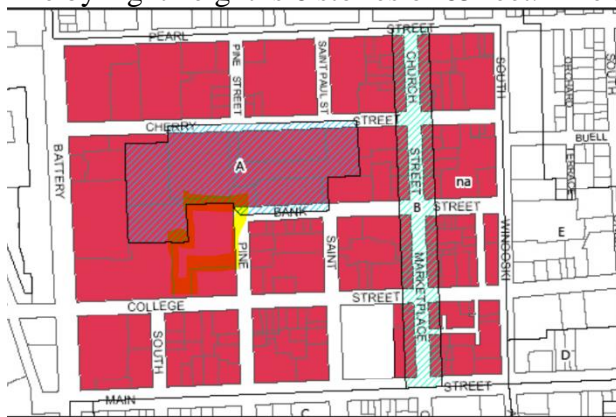 PEARL
STREET
PINE STREET
SAINT PAUL ST
CHURCH
STREET
MARKETPLACE
SOUTH
ORCHARD
TERRACE
SOUTH
CHERRY
STREET
BUELL
BATTERY
A
na
BANK
B
STREET
E
PINE
SAINT
WINOOSKI
COLLEGE
STREET
SOUTH
D
MAIN
STREET
C